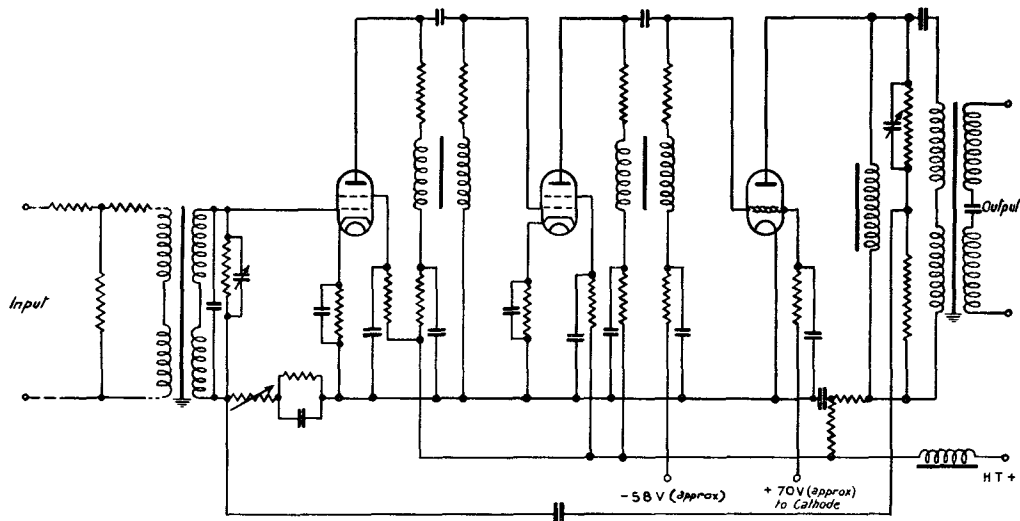 Input
Output
HT+
-58V (approx)
+70V (approx)
to Cathode